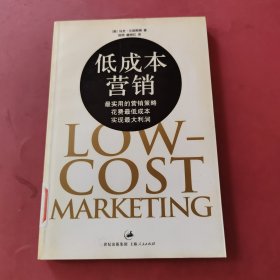 低成本
营销
最实用的营销策略
花费最低成本
实现最大利润
LOW-
COST
MARKETING
世纪出版集团 上海人民出版社